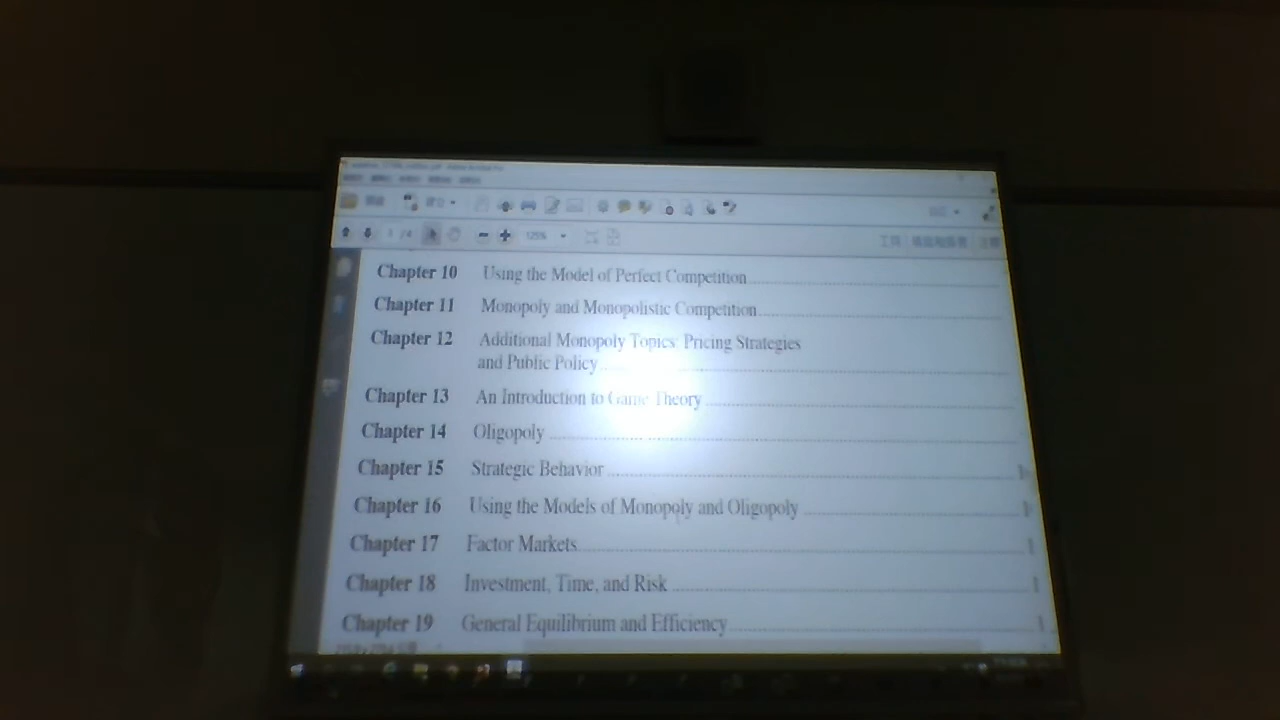 125%
Chapter 10 Using the Model of Perfect Competition
Chapter 11 Monopoly and Monopolistic Competition
Chapter 12 Additional Monopoly Topics: Pricing Strategies
and Public Policy
Chapter 13 An Introduction to Game Theory
Chapter 14 Oligopoly
Chapter 15 Strategic Behavior
Chapter 16 Using the Models of Monopoly and Oligopoly
Chapter 17 Factor Markets
Chapter 18 Investment, Time, and Risk
Chapter 19 General Equilibrium and Efficiency